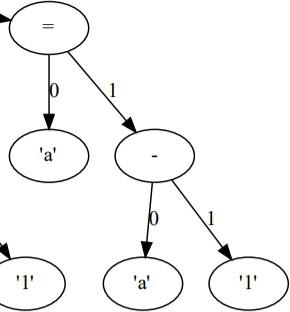 =
0 1
'a' -
0 1
'1' 'a' '1'